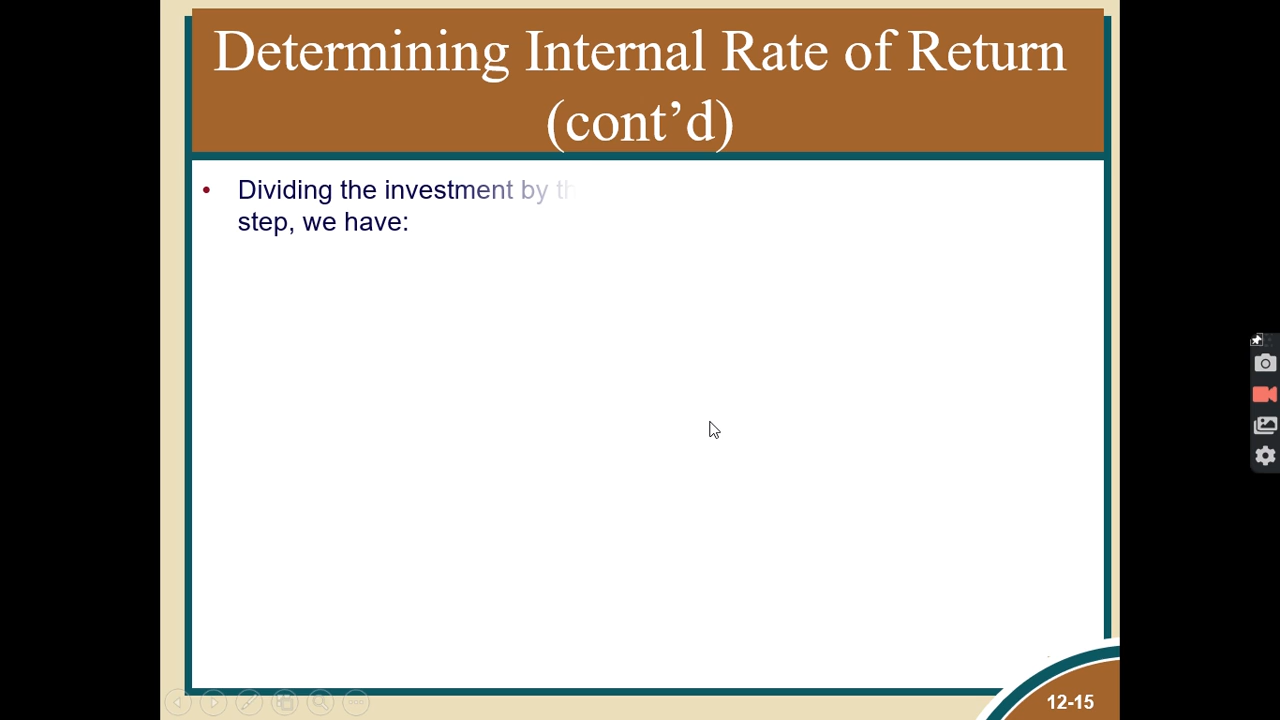 Determining Internal Rate of Return
(cont’d)
• Dividing the investment by
step, we have:
12-15